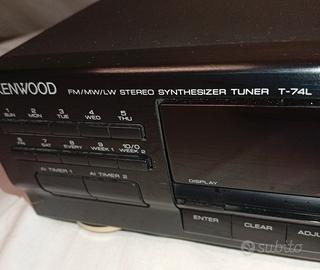 KENWOOD
FM/MW/LW STEREO SYNTHESIZER TUNER T-74L
1 2 3 4 5
SUN MON TUE WED THU
6 7 8 9 10/0
FRI SAT EVERY WEEK 1 WEEK 2
AI TIMER 1 AI TIMER 2
DISPLAY
ENTER CLEAR ADJU
subito